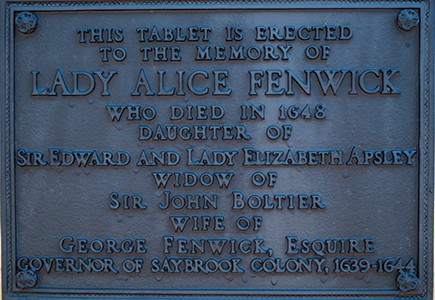 THIS TABLET IS ERECTED
TO THE MEMORY OF
LADY ALICE FENWICK
WHO DIED IN 1648
DAUGHTER OF
SIR EDWARD AND LADY ELIZABETH APSLEY
WIDOW OF
SIR JOHN BOLTIER
WIFE OF
GEORGE FENWICK, ESQUIRE
GOVERNOR OF SAYBROOK COLONY, 1639-1644